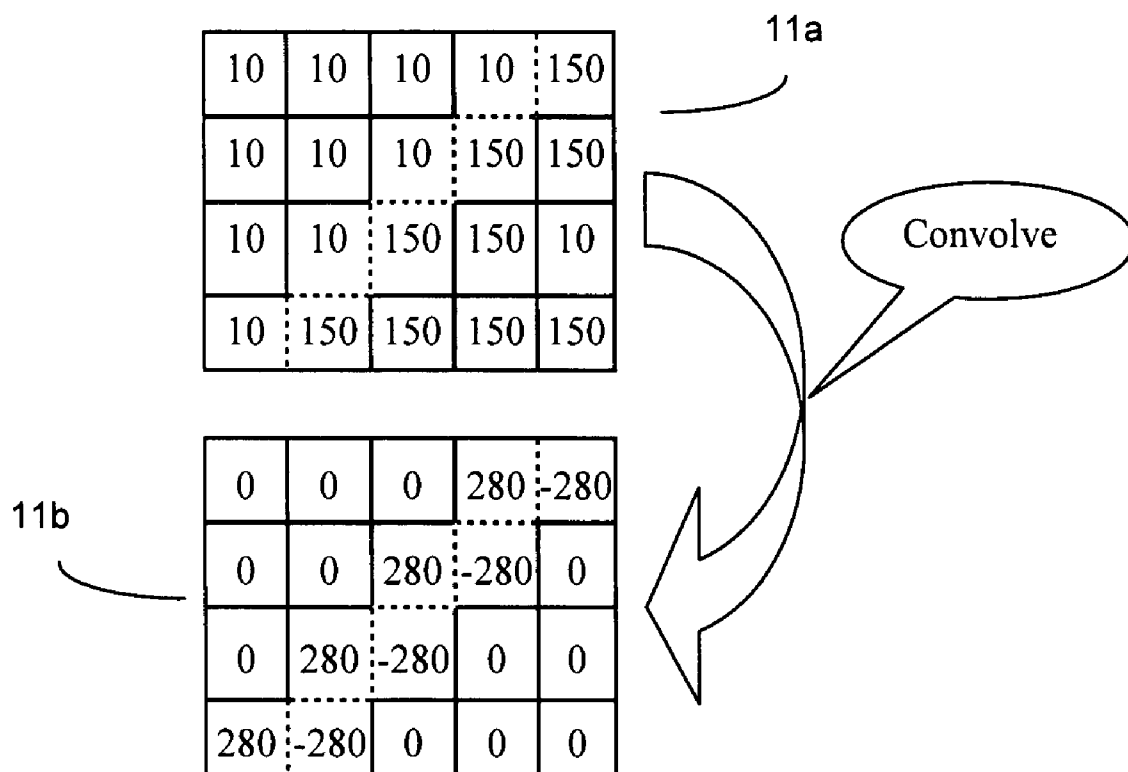 11a
10 10 10 10 150
10 10 10 150 150
10 10 150 150 10
10 150 150 150 150
Convolve
11b
0 0 0 280 -280
0 0 280 -280 0
0 280 -280 0 0
280 -280 0 0 0